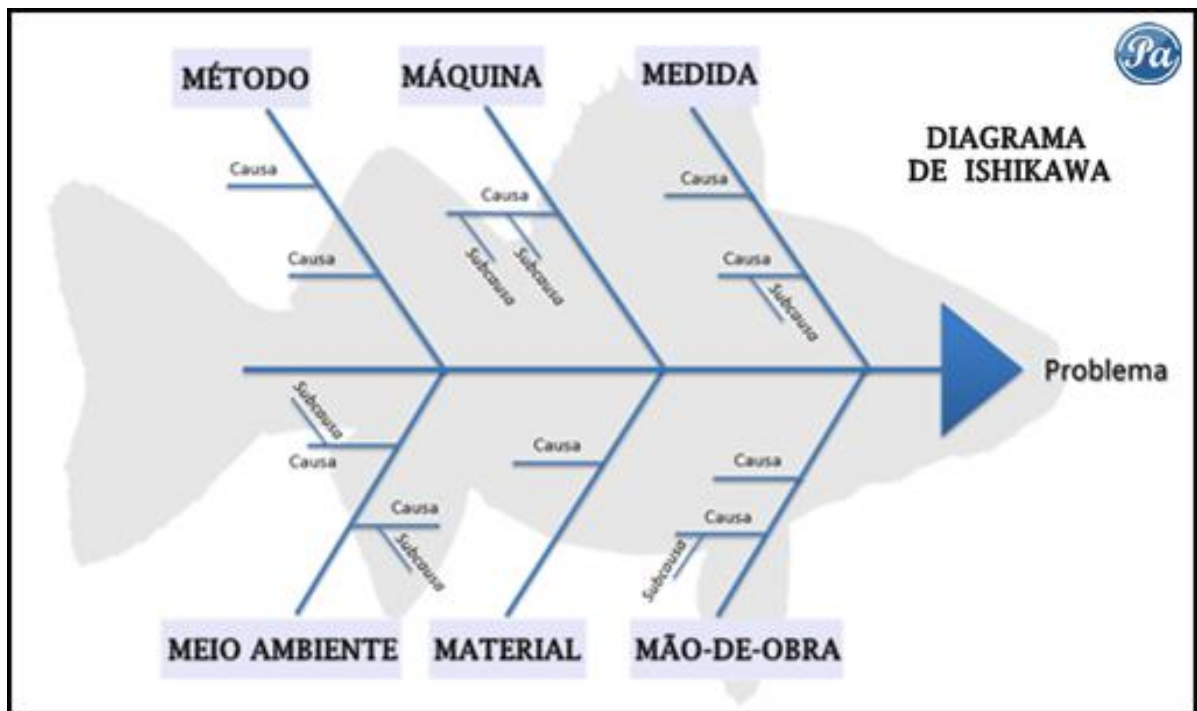 Pa
MÉTODO
MÁQUINA
MEDIDA
DIAGRAMA
DE ISHIKAWA
Causa
Causa
Causa
Subcausa
Subcausa
Causa
Causa
Subcausa
Problema
Subcausa
Causa
Causa
Subcausa
Causa
Causa
Causa
Subcausa
MEIO AMBIENTE
MATERIAL
MÃO-DE-OBRA